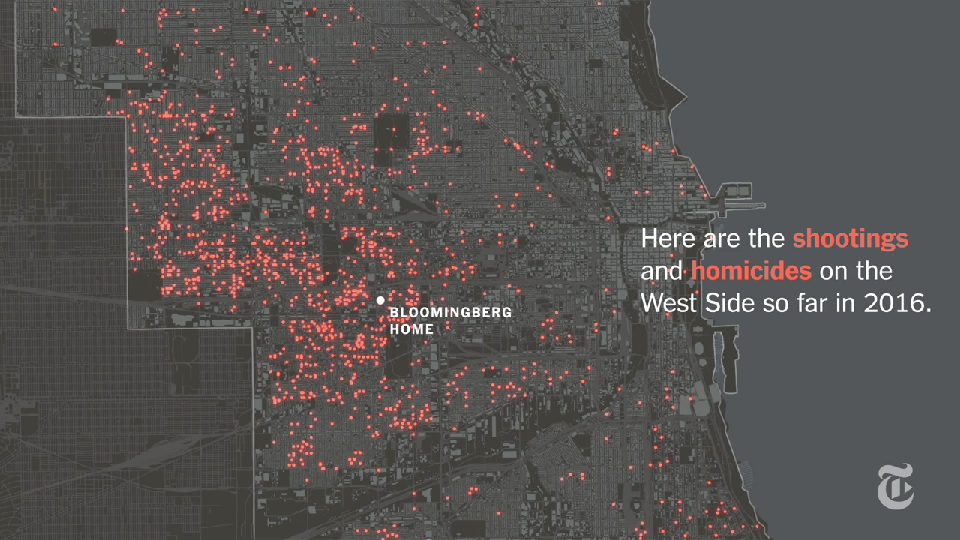 Here are the shootings
and homicides on the
West Side so far in 2016.
BLOOMINGBERG
HOME
T